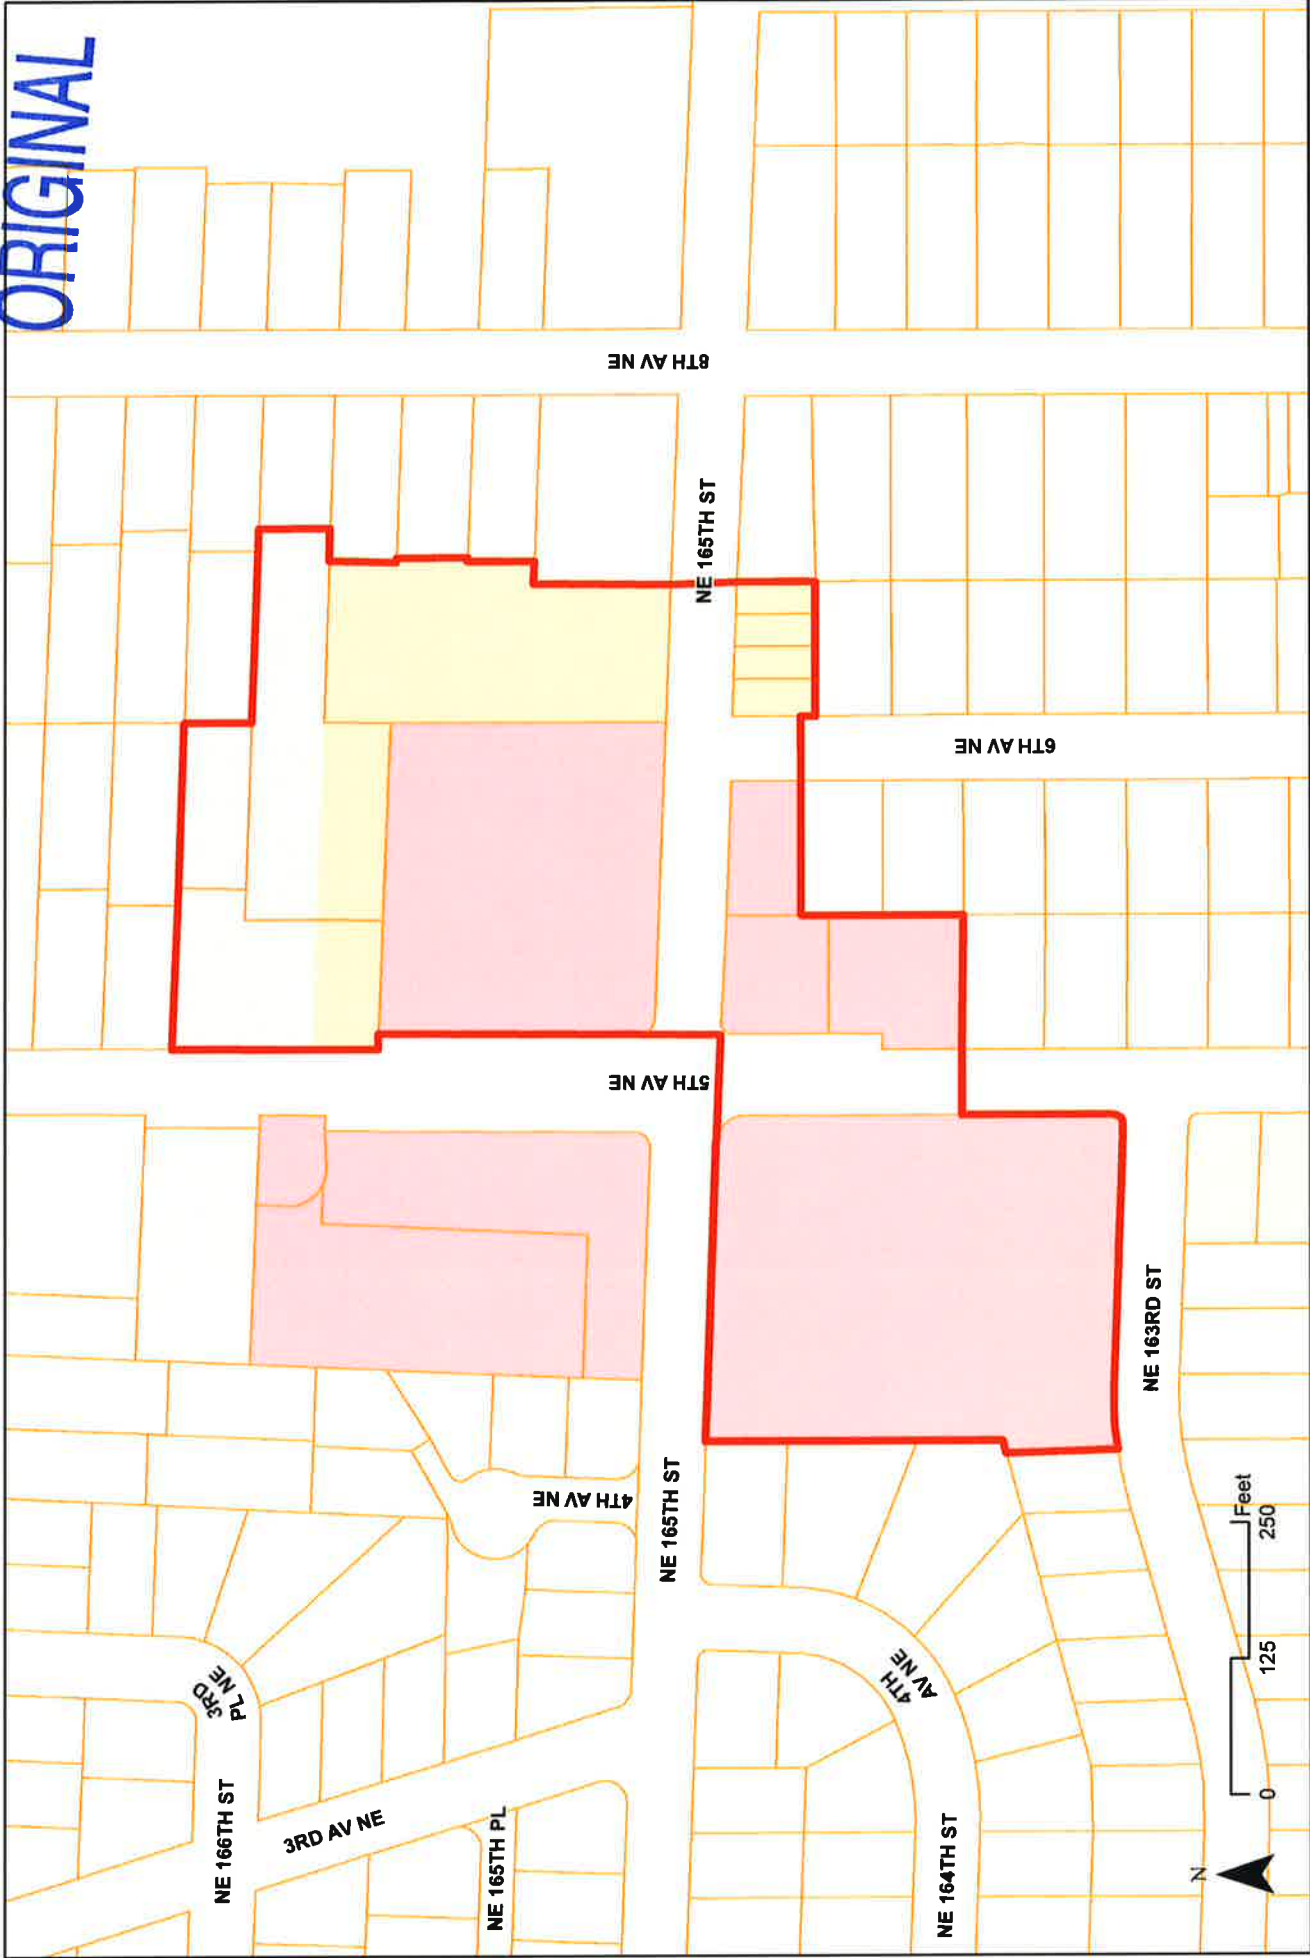 ORIGINAL
8TH AV NE
NE 165TH ST
6TH AV NE
5TH AV NE
NE 163RD ST
4TH AV NE
NE 165TH ST
3RD
PL NE
4TH
AV NE
NE 166TH ST
3RD AV NE
NE 165TH PL
NE 164TH ST
N
0
125
250
Feet